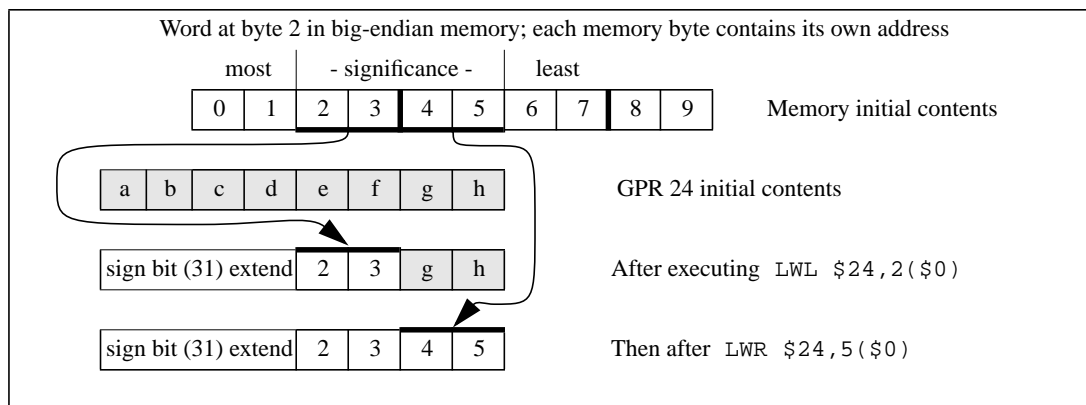 Word at byte 2 in big-endian memory; each memory byte contains its own address
most - significance - least
0 1 2 3 4 5 6 7 8 9 Memory initial contents
a b c d e f g h GPR 24 initial contents
sign bit (31) extend 2 3 g h After executing LWL $24,2($0)
sign bit (31) extend 2 3 4 5 Then after LWR $24,5($0)